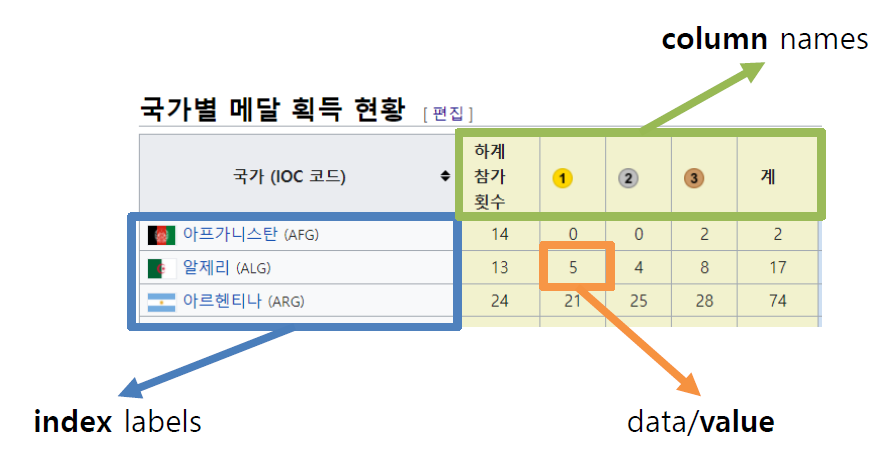 column names
국가별 메달 획득 현황 [ 편집 ]
국가 (IOC 코드) 하계 참가 횟수 1 2 3 계
아프가니스탄 (AFG) 14 0 0 2 2
알제리 (ALG) 13 5 4 8 17
아르헨티나 (ARG) 24 21 25 28 74
index labels data/value